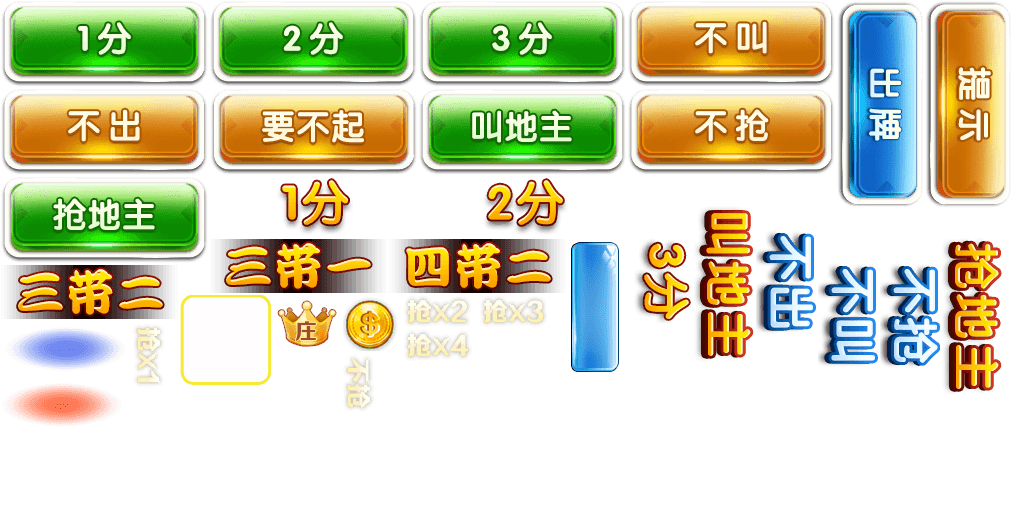 1分
2分
3分
不叫
出牌
提示
不出
要不起
叫地主
不抢
抢地主
1分
2分
三带二
三带一
四带二
3分
叫地主
不出
不叫
不抢
抢地主
抢x1
庄
$
不抢
抢x2
抢x3
抢x4